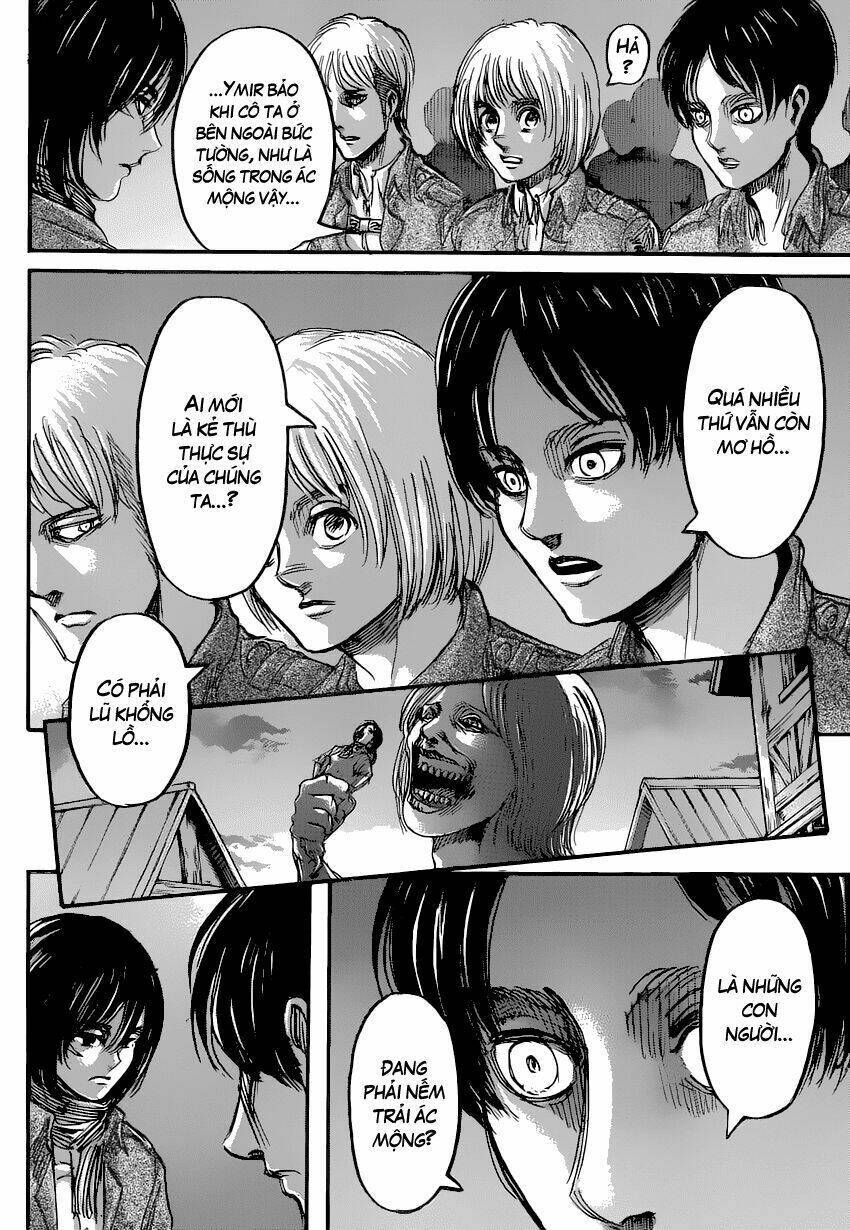 Hả
?
...Ymir bảo
khi cô ta ở
bên ngoài bức
tường, như là
sống trong ác
mộng vậy...
Quá nhiều
thứ vẫn còn
mơ hồ...
Ai mới
là kẻ thù
thực sự
của chúng
ta...?
Có phải
lũ khổng
lồ...
Là những
con
người...
Đang
phải nếm
trải ác
mộng?